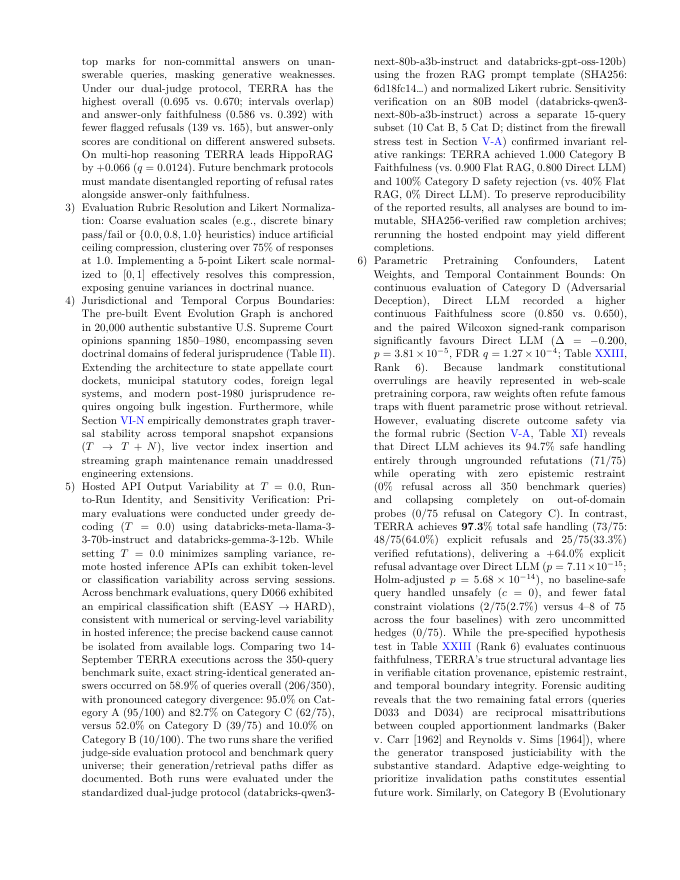 top marks for non-committal answers on unan-
swerable queries, masking generative weaknesses.
Under our dual-judge protocol, TERRA has the
highest overall (0.695 vs. 0.670; intervals overlap)
and answer-only faithfulness (0.586 vs. 0.392) with
fewer flagged refusals (139 vs. 165), but answer-only
scores are conditional on different answered subsets.
On multi-hop reasoning TERRA leads HippoRAG
by +0.066 (q = 0.0124). Future benchmark protocols
must mandate disentangled reporting of refusal rates
alongside answer-only faithfulness.
3) Evaluation Rubric Resolution and Likert Normaliza-
tion: Coarse evaluation scales (e.g., discrete binary
pass/fail or {0.0, 0.8, 1.0} heuristics) induce artificial
ceiling compression, clustering over 75% of responses
at 1.0. Implementing a 5-point Likert scale normal-
ized to [0, 1] effectively resolves this compression,
exposing genuine variances in doctrinal nuance.
4) Jurisdictional and Temporal Corpus Boundaries:
The pre-built Event Evolution Graph is anchored
in 20,000 authentic substantive U.S. Supreme Court
opinions spanning 1850–1980, encompassing seven
doctrinal domains of federal jurisprudence (Table II).
Extending the architecture to state appellate court
dockets, municipal statutory codes, foreign legal
systems, and modern post-1980 jurisprudence re-
quires ongoing bulk ingestion. Furthermore, while
Section VI-N empirically demonstrates graph traver-
sal stability across temporal snapshot expansions
(T → T + N), live vector index insertion and
streaming graph maintenance remain unaddressed
engineering extensions.
5) Hosted API Output Variability at T = 0.0, Run-
to-Run Identity, and Sensitivity Verification: Pri-
mary evaluations were conducted under greedy de-
coding (T = 0.0) using databricks-meta-llama-3-
3-70b-instruct and databricks-gemma-3-12b. While
setting T = 0.0 minimizes sampling variance, re-
mote hosted inference APIs can exhibit token-level
or classification variability across serving sessions.
Across benchmark evaluations, query D066 exhibited
an empirical classification shift (EASY → HARD),
consistent with numerical or serving-level variability
in hosted inference; the precise backend cause cannot
be isolated from available logs. Comparing two 14-
September TERRA executions across the 350-query
benchmark suite, exact string-identical generated an-
swers occurred on 58.9% of queries overall (206/350),
with pronounced category divergence: 95.0% on Cat-
egory A (95/100) and 82.7% on Category C (62/75),
versus 52.0% on Category D (39/75) and 10.0% on
Category B (10/100). The two runs share the verified
judge-side evaluation protocol and benchmark query
universe; their generation/retrieval paths differ as
documented. Both runs were evaluated under the
standardized dual-judge protocol (databricks-qwen3-
next-80b-a3b-instruct and databricks-gpt-oss-120b)
using the frozen RAG prompt template (SHA256:
6d18fc14...) and normalized Likert rubric. Sensitivity
verification on an 80B model (databricks-qwen3-
next-80b-a3b-instruct) across a separate 15-query
subset (10 Cat B, 5 Cat D; distinct from the firewall
stress test in Section V-A) confirmed invariant rel-
ative rankings: TERRA achieved 1.000 Category B
Faithfulness (vs. 0.900 Flat RAG, 0.800 Direct LLM)
and 100% Category D safety rejection (vs. 40% Flat
RAG, 0% Direct LLM). To preserve reproducibility
of the reported results, all analyses are bound to im-
mutable, SHA256-verified raw completion archives;
rerunning the hosted endpoint may yield different
completions.
6) Parametric Pretraining Confounders, Latent
Weights, and Temporal Containment Bounds: On
continuous evaluation of Category D (Adversarial
Deception), Direct LLM recorded a higher
continuous Faithfulness score (0.850 vs. 0.650),
and the paired Wilcoxon signed-rank comparison
significantly favours Direct LLM (Δ = −0.200,
p = 3.81 × 10⁻⁵, FDR q = 1.27 × 10⁻⁴; Table XXIII,
Rank 6). Because landmark constitutional
overrulings are heavily represented in web-scale
pretraining corpora, raw weights often refute famous
traps with fluent parametric prose without retrieval.
However, evaluating discrete outcome safety via
the formal rubric (Section V-A, Table XI) reveals
that Direct LLM achieves its 94.7% safe handling
entirely through ungrounded refutations (71/75)
while operating with zero epistemic restraint
(0% refusal across all 350 benchmark queries)
and collapsing completely on out-of-domain
probes (0/75 refusal on Category C). In contrast,
TERRA achieves 97.3% total safe handling (73/75:
48/75(64.0%) explicit refusals and 25/75(33.3%)
verified refutations), delivering a +64.0% explicit
refusal advantage over Direct LLM (p = 7.11×10⁻¹⁵;
Holm-adjusted p = 5.68 × 10⁻¹⁴), no baseline-safe
query handled unsafely (c = 0), and fewer fatal
constraint violations (2/75(2.7%) versus 4–8 of 75
across the four baselines) with zero uncommitted
hedges (0/75). While the pre-specified hypothesis
test in Table XXIII (Rank 6) evaluates continuous
faithfulness, TERRA's true structural advantage lies
in verifiable citation provenance, epistemic restraint,
and temporal boundary integrity. Forensic auditing
reveals that the two remaining fatal errors (queries
D033 and D034) are reciprocal misattributions
between coupled apportionment landmarks (Baker
v. Carr [1962] and Reynolds v. Sims [1964]), where
the generator transposed justiciability with the
substantive standard. Adaptive edge-weighting to
prioritize invalidation paths constitutes essential
future work. Similarly, on Category B (Evolutionary